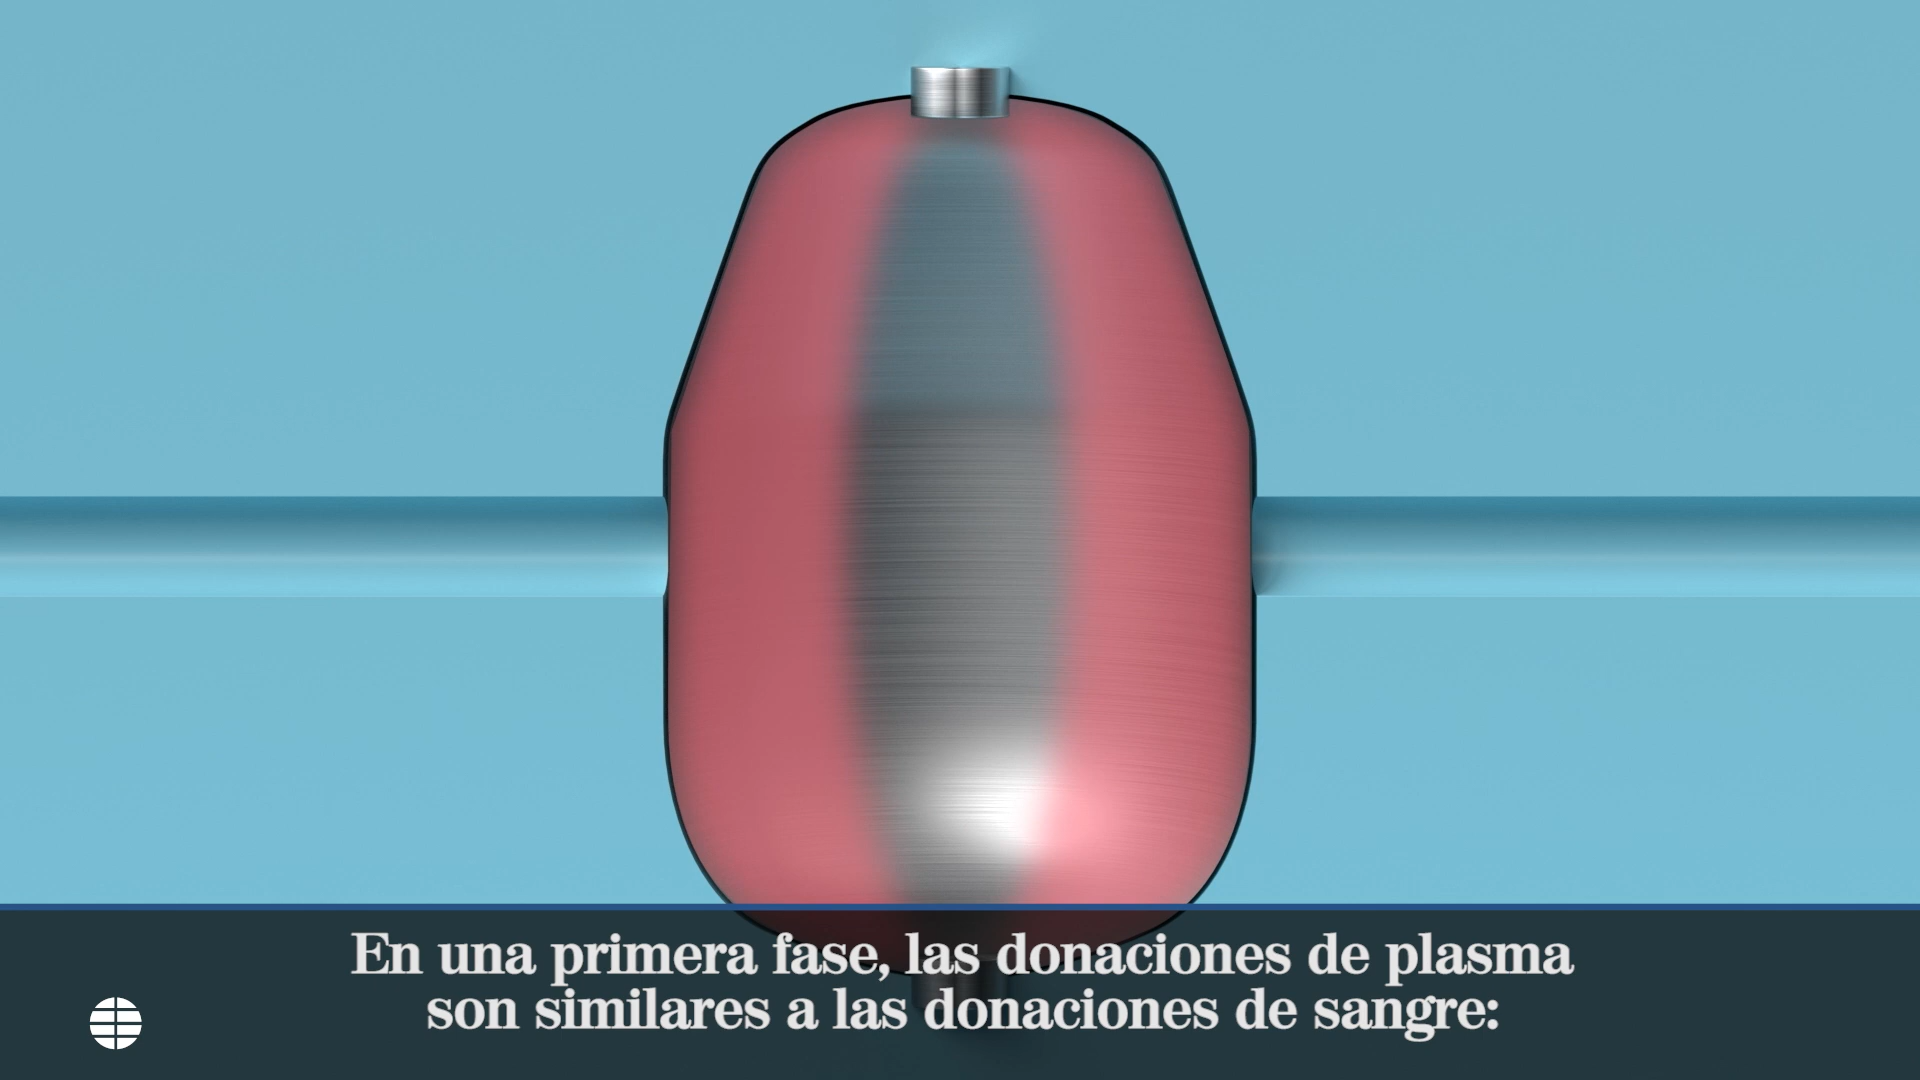 En una primera fase, las donaciones de plasma
son similares a las donaciones de sangre: